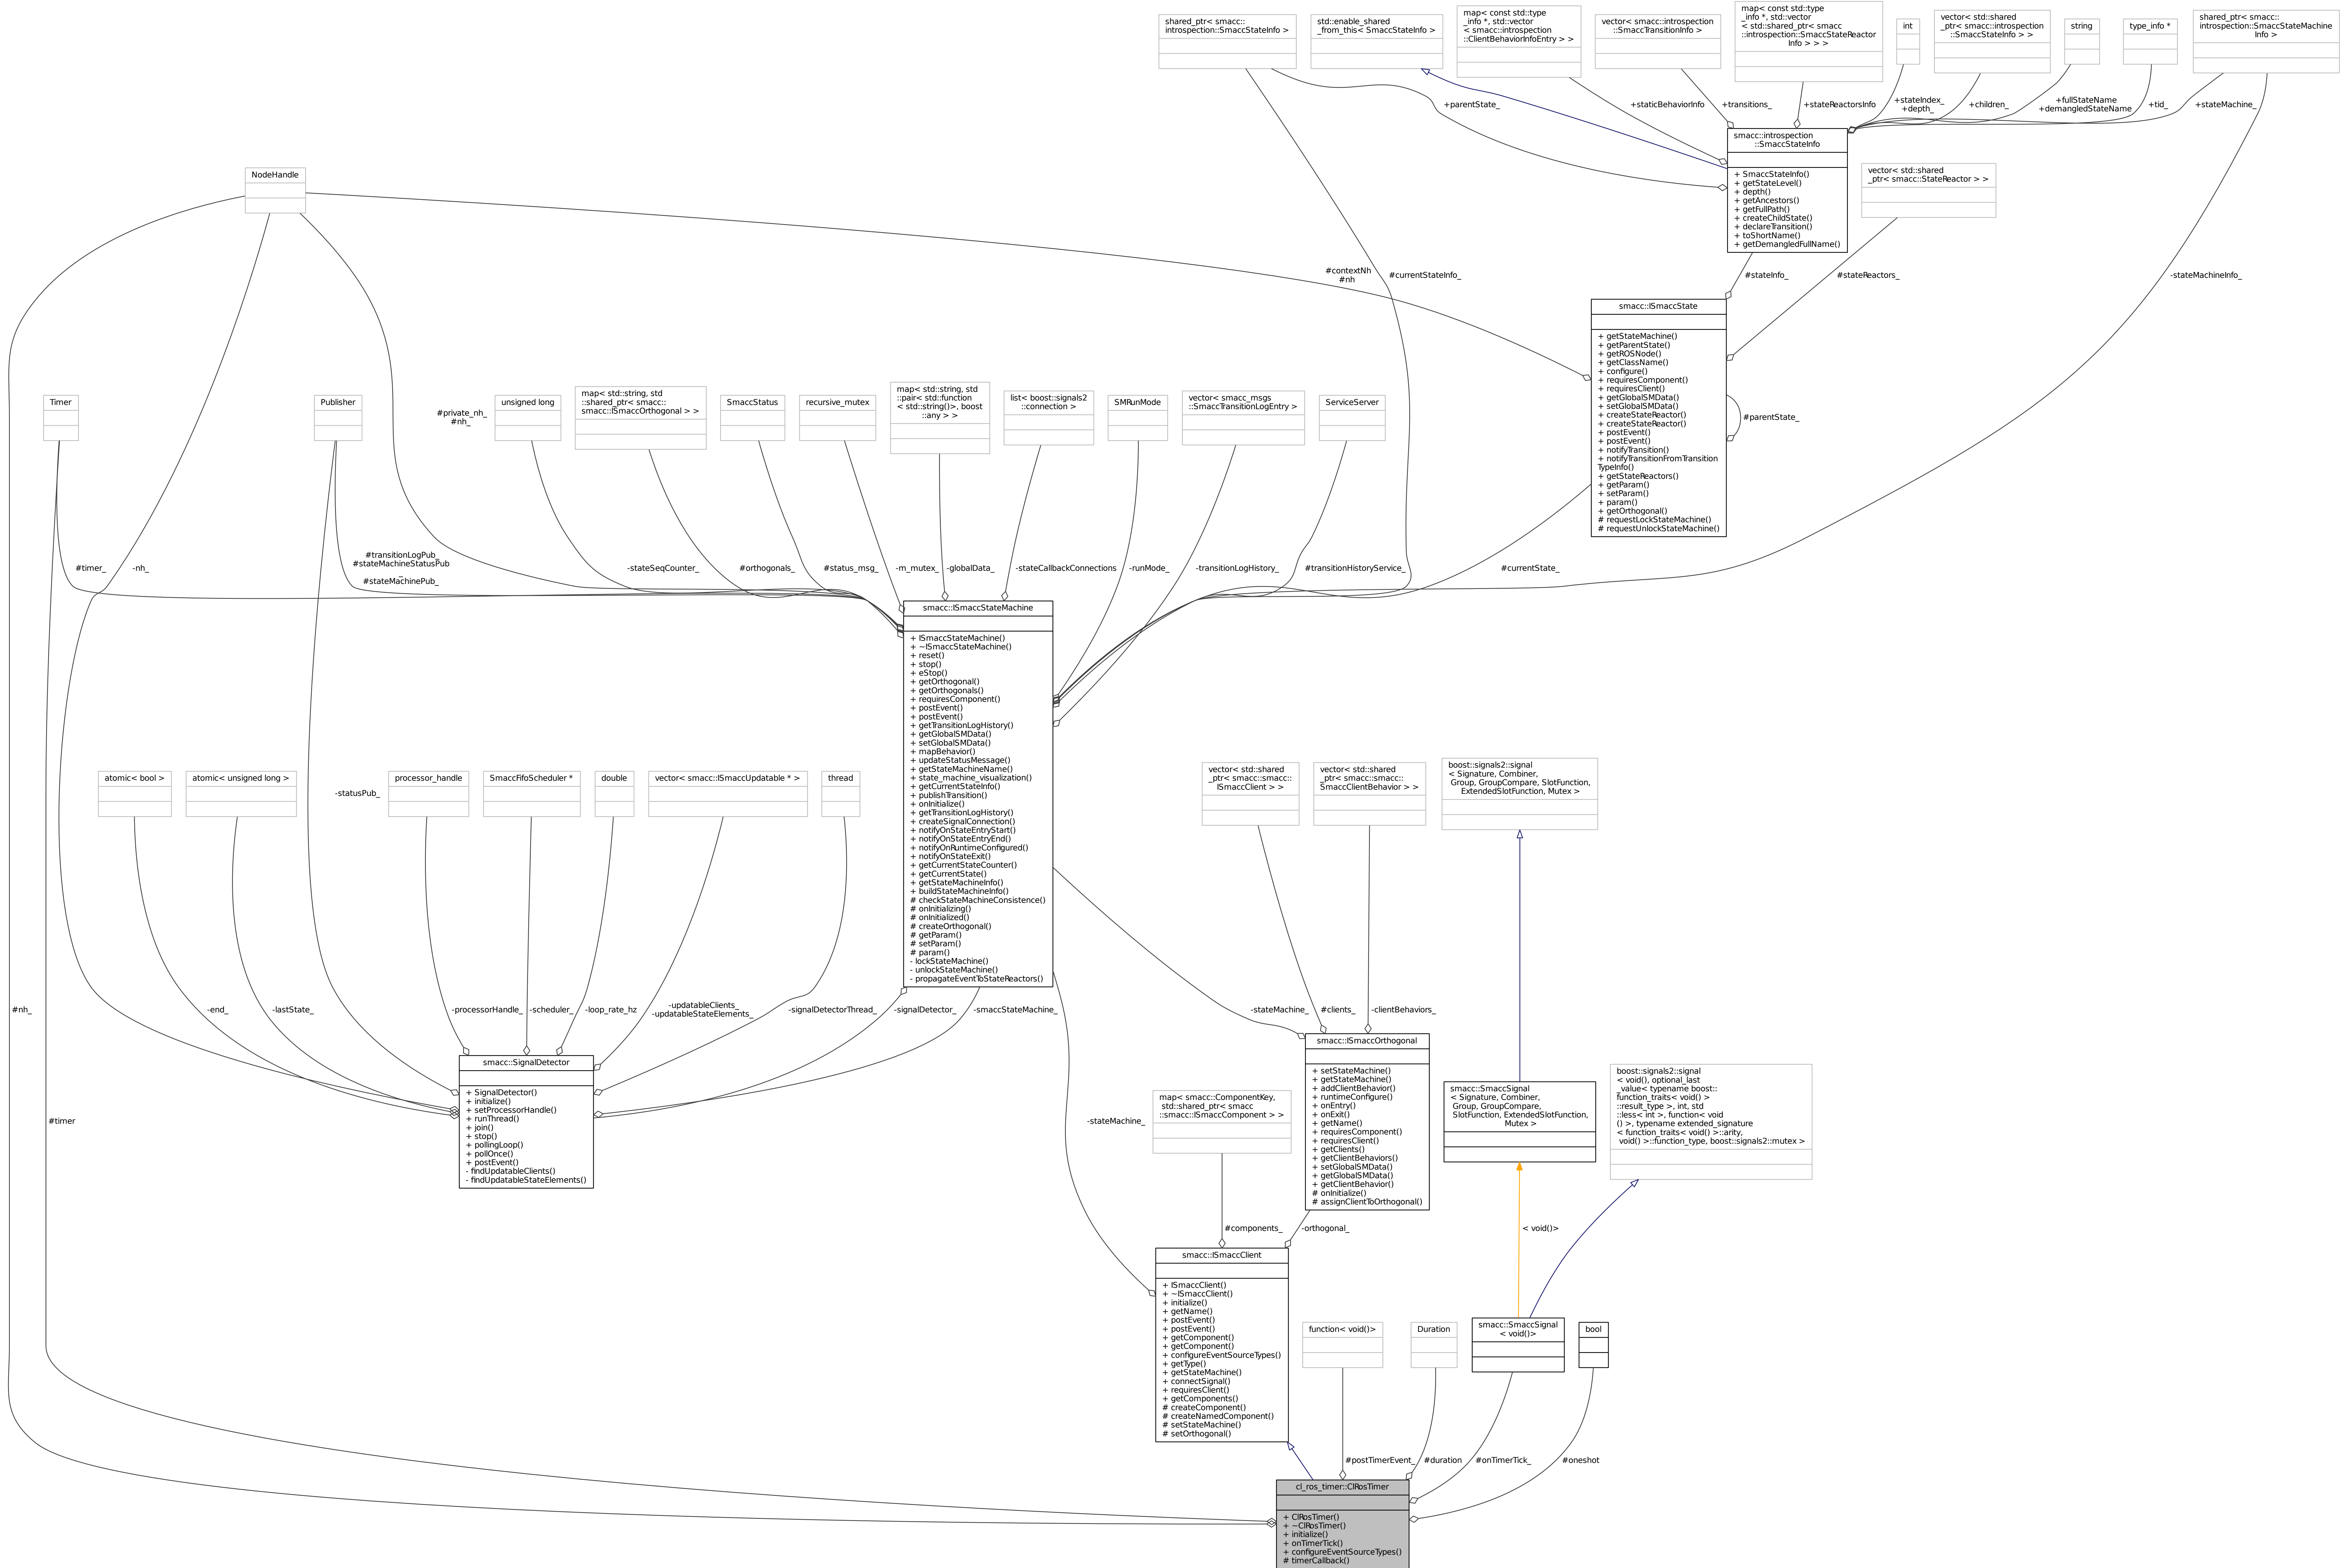 shared_ptr< smacc::
introspection::SmaccStateInfo >
std::enable_shared
_from_this< SmaccStateInfo >
map< const std::type
_info *, std::vector
< smacc::introspection
::ClientBehaviorInfoEntry > >
vector< smacc::introspection
::SmaccTransitionInfo >
map< const std::type
_info *, std::vector
< std::shared_ptr< smacc
::introspection::SmaccStateReactor
Info > > >
int
vector< std::shared
_ptr< smacc::introspection
::SmaccStateInfo > >
string
type_info *
shared_ptr< smacc::
introspection::SmaccStateMachine
Info >
+parentState_
+staticBehaviorInfo
+transitions_
+stateReactorsInfo
+stateIndex_
+depth_
+children_
+fullStateName
+demangledStateName
+tid_
+stateMachine_
smacc::introspection
::SmaccStateInfo
+ SmaccStateInfo()
+ getStateLevel()
+ depth()
+ getAncestors()
+ getFullPath()
+ createChildState()
+ declareTransition()
+ toShortName()
+ getDemangledFullName()
vector< std::shared
_ptr< smacc::StateReactor > >
NodeHandle
#contextNh
#nh
#currentStateInfo_
#stateInfo_
#stateReactors_
-stateMachineInfo_
smacc::ISmaccState
+ getStateMachine()
+ getParentState()
+ getROSNode()
+ getClassName()
+ configure()
+ requiresComponent()
+ requiresClient()
+ getGlobalSMData()
+ setGlobalSMData()
+ createStateReactor()
+ createStateReactor()
+ postEvent()
+ postEvent()
+ notifyTransition()
+ notifyTransitionFromTransition
TypeInfo()
+ getStateReactors()
+ getParam()
+ setParam()
+ param()
+ getOrthogonal()
# requestLockStateMachine()
# requestUnlockStateMachine()
#parentState_
Timer
Publisher
#private_nh_
#nh_
unsigned long
map< std::string, std
::shared_ptr< smacc::
smacc::ISmaccOrthogonal > >
SmaccStatus
recursive_mutex
map< std::string, std
::pair< std::function
< std::string()>, boost
::any > >
list< boost::signals2
::connection >
SMRunMode
vector< smacc_msgs
::SmaccTransitionLogEntry >
ServiceServer
#timer_
-nh_
#transitionLogPub_
#stateMachineStatusPub
_
#stateMachinePub_
-stateSeqCounter_
#orthogonals_
#status_msg_
-m_mutex_
-globalData_
-stateCallbackConnections
-runMode_
-transitionLogHistory_
#transitionHistoryService_
#currentState_
smacc::ISmaccStateMachine
+ ISmaccStateMachine()
+ ~ISmaccStateMachine()
+ reset()
+ stop()
+ eStop()
+ getOrthogonal()
+ getOrthogonals()
+ requiresComponent()
+ postEvent()
+ postEvent()
+ getTransitionLogHistory()
+ getGlobalSMData()
+ setGlobalSMData()
+ mapBehavior()
+ updateStatusMessage()
+ getStateMachineName()
+ state_machine_visualization()
+ getCurrentStateInfo()
+ publishTransition()
+ onInitialize()
+ getTransitionLogHistory()
+ createSignalConnection()
+ notifyOnStateEntryStart()
+ notifyOnStateEntryEnd()
+ notifyOnRuntimeConfigured()
+ notifyOnStateExit()
+ getCurrentStateCounter()
+ getCurrentState()
+ getStateMachineInfo()
+ buildStateMachineInfo()
# checkStateMachineConsistence()
# onInitializing()
# onInitialized()
# createOrthogonal()
# getParam()
# setParam()
# param()
- lockStateMachine()
- unlockStateMachine()
- propagateEventToStateReactors()
atomic< bool >
atomic< unsigned long >
-statusPub_
processor_handle
SmaccFifoScheduler *
double
vector< smacc::ISmaccUpdatable * >
thread
vector< std::shared
_ptr< smacc::smacc::
ISmaccClient > >
vector< std::shared
_ptr< smacc::smacc::
SmaccClientBehavior > >
boost::signals2::signal
< Signature, Combiner,
Group, GroupCompare, SlotFunction,
ExtendedSlotFunction, Mutex >
#nh_
-end_
-lastState_
-processorHandle_
-scheduler_
-loop_rate_hz
-updatableClients_
-updatableStateElements_
-signalDetectorThread_
-signalDetector_
-smaccStateMachine_
-stateMachine_
#clients_
-clientBehaviors_
smacc::SignalDetector
+ SignalDetector()
+ initialize()
+ setProcessorHandle()
+ runThread()
+ join()
+ stop()
+ pollingLoop()
+ pollOnce()
+ postEvent()
- findUpdatableClients()
- findUpdatableStateElements()
#timer
smacc::ISmaccOrthogonal
+ setStateMachine()
+ getStateMachine()
+ addClientBehavior()
+ runtimeConfigure()
+ onEntry()
+ onExit()
+ getName()
+ requiresComponent()
+ requiresClient()
+ getClients()
+ getClientBehaviors()
+ setGlobalSMData()
+ getGlobalSMData()
+ getClientBehavior()
# onInitialize()
# assignClientToOrthogonal()
smacc::SmaccSignal
< Signature, Combiner,
Group, GroupCompare,
SlotFunction, ExtendedSlotFunction,
Mutex >
boost::signals2::signal
< void(), optional_last
_value< typename boost::
function_traits< void() >
::result_type >, int, std
::less< int >, function< void
() >, typename extended_signature
< function_traits< void() >::arity,
void() >::function_type, boost::signals2::mutex >
-stateMachine_
map< smacc::ComponentKey,
std::shared_ptr< smacc
::smacc::ISmaccComponent > >
#components_
-orthogonal_
< void()>
smacc::ISmaccClient
+ ISmaccClient()
+ ~ISmaccClient()
+ initialize()
+ getName()
+ postEvent()
+ postEvent()
+ getComponent()
+ getComponent()
+ configureEventSourceTypes()
+ getType()
+ getStateMachine()
+ connectSignal()
+ requiresClient()
+ getComponents()
# createComponent()
# createNamedComponent()
# setStateMachine()
# setOrthogonal()
function< void()>
Duration
smacc::SmaccSignal
< void()>
bool
#postTimerEvent_
#duration
#onTimerTick_
#oneshot
cl_ros_timer::ClRosTimer
+ ClRosTimer()
+ ~ClRosTimer()
+ initialize()
+ onTimerTick()
+ configureEventSourceTypes()
# timerCallback()